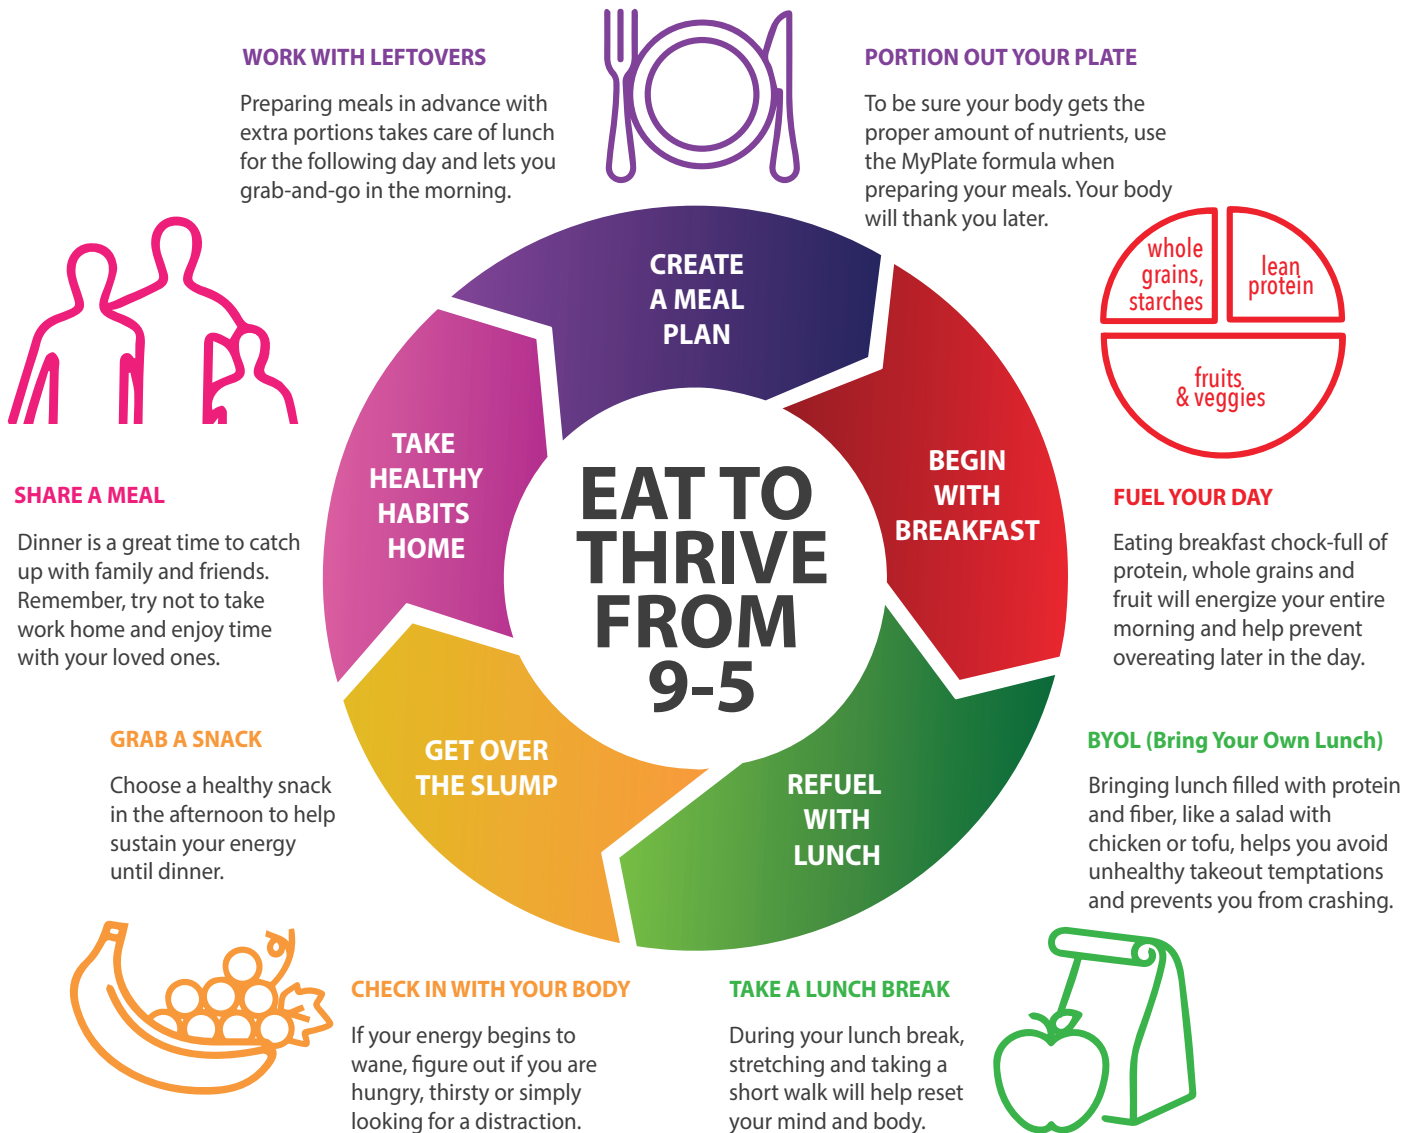 WORK WITH LEFTOVERS
Preparing meals in advance with
extra portions takes care of lunch
for the following day and lets you
grab-and-go in the morning.
PORTION OUT YOUR PLATE
To be sure your body gets the
proper amount of nutrients, use
the MyPlate formula when
preparing your meals. Your body
will thank you later.
whole
grains,
starches
lean
protein
fruits
& veggies
CREATE
A MEAL
PLAN
BEGIN
WITH
BREAKFAST
REFUEL
WITH
LUNCH
GET OVER
THE SLUMP
TAKE
HEALTHY
HABITS
HOME
EAT TO
THRIVE
FROM
9-5
FUEL YOUR DAY
Eating breakfast chock-full of
protein, whole grains and
fruit will energize your entire
morning and help prevent
overeating later in the day.
BYOL (Bring Your Own Lunch)
Bringing lunch filled with protein
and fiber, like a salad with
chicken or tofu, helps you avoid
unhealthy takeout temptations
and prevents you from crashing.
TAKE A LUNCH BREAK
During your lunch break,
stretching and taking a
short walk will help reset
your mind and body.
CHECK IN WITH YOUR BODY
If your energy begins to
wane, figure out if you are
hungry, thirsty or simply
looking for a distraction.
GRAB A SNACK
Choose a healthy snack
in the afternoon to help
sustain your energy
until dinner.
SHARE A MEAL
Dinner is a great time to catch
up with family and friends.
Remember, try not to take
work home and enjoy time
with your loved ones.